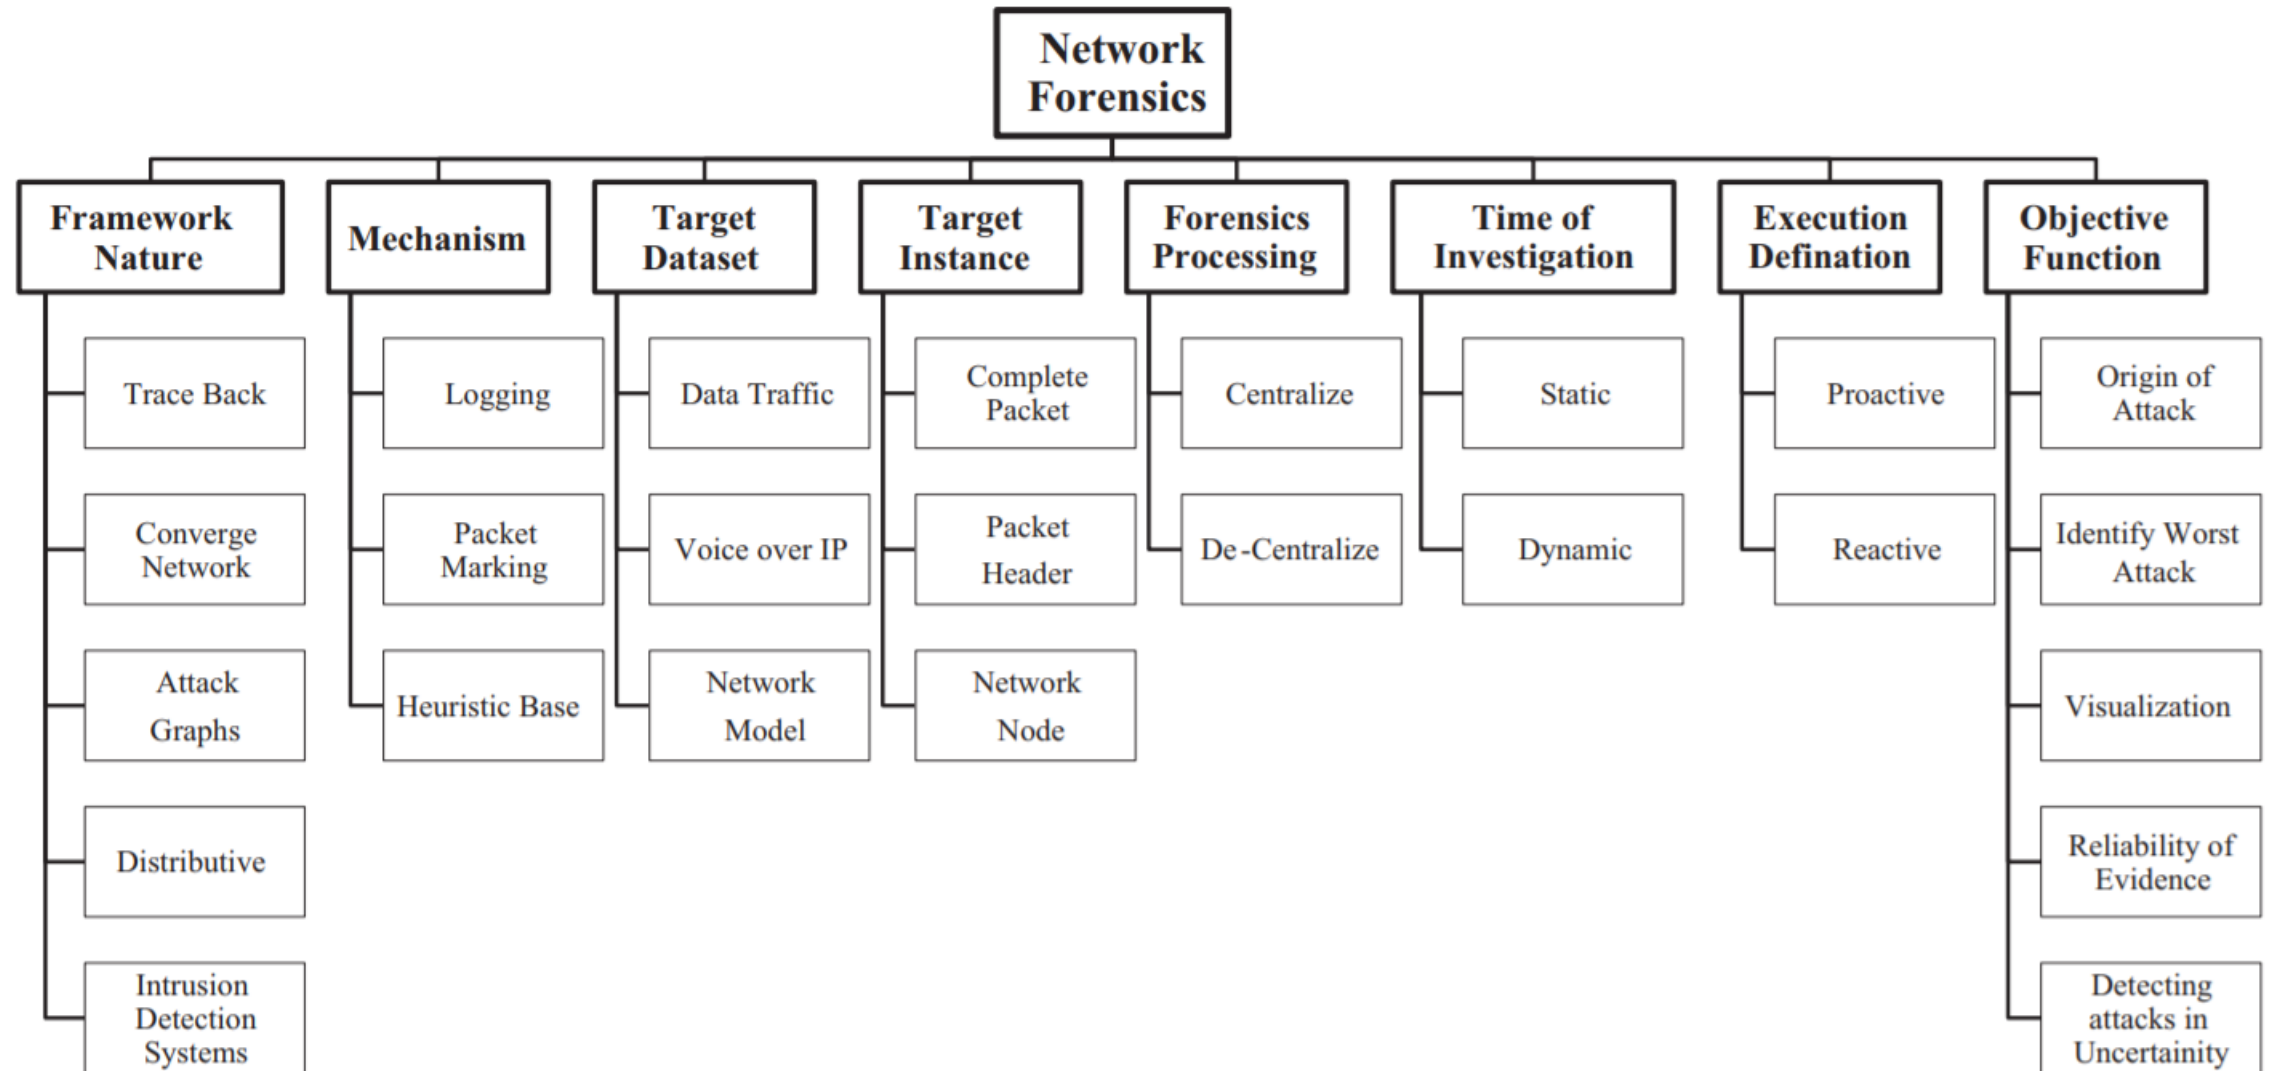 Network
Forensics
Framework
Nature
Mechanism
Target
Dataset
Target
Instance
Forensics
Processing
Time of
Investigation
Execution
Defination
Objective
Function
Trace Back
Converge
Network
Attack
Graphs
Distributive
Intrusion
Detection
Systems
Logging
Packet
Marking
Heuristic Base
Data Traffic
Voice over IP
Network
Model
Complete
Packet
Packet
Header
Network
Node
Centralize
De-Centralize
Static
Dynamic
Proactive
Reactive
Origin of
Attack
Identify Worst
Attack
Visualization
Reliability of
Evidence
Detecting
attacks in
Uncertainity